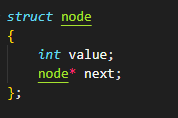 struct node
{
    int value;
    node* next;
};